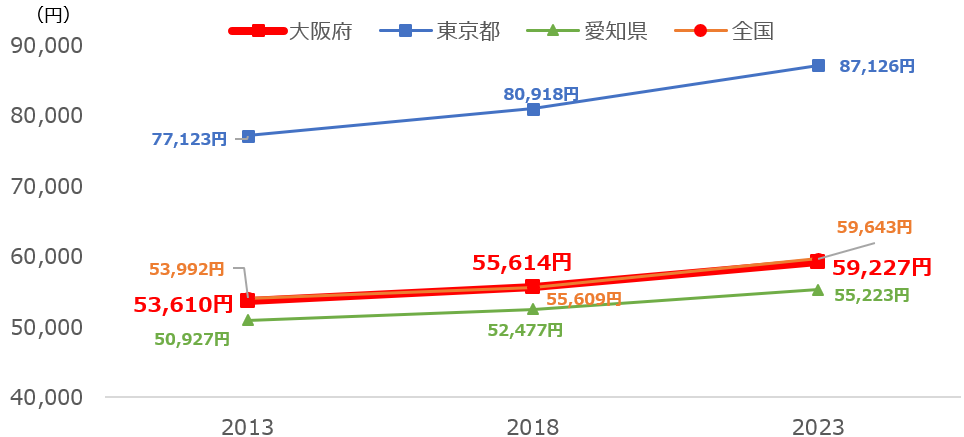 (円)
大阪府 東京都 愛知県 全国
90,000
87,126円
80,918円
80,000
77,123円
70,000
59,643円
60,000
53,992円
55,614円
59,227円
53,610円
55,609円
55,223円
50,000
50,927円
52,477円
40,000
2013 2018 2023